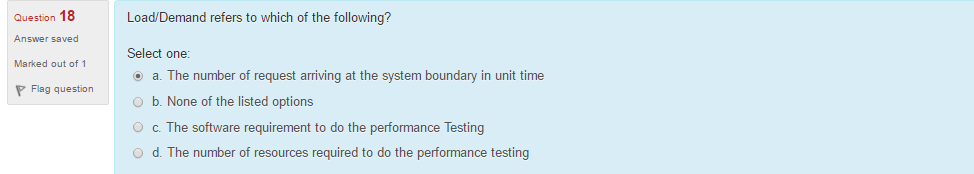 Question 18
Answer saved
Marked out of 1
Flag question
Load/Demand refers to which of the following?
Select one:
a. The number of request arriving at the system boundary in unit time
b. None of the listed options
c. The software requirement to do the performance Testing
d. The number of resources required to do the performance testing